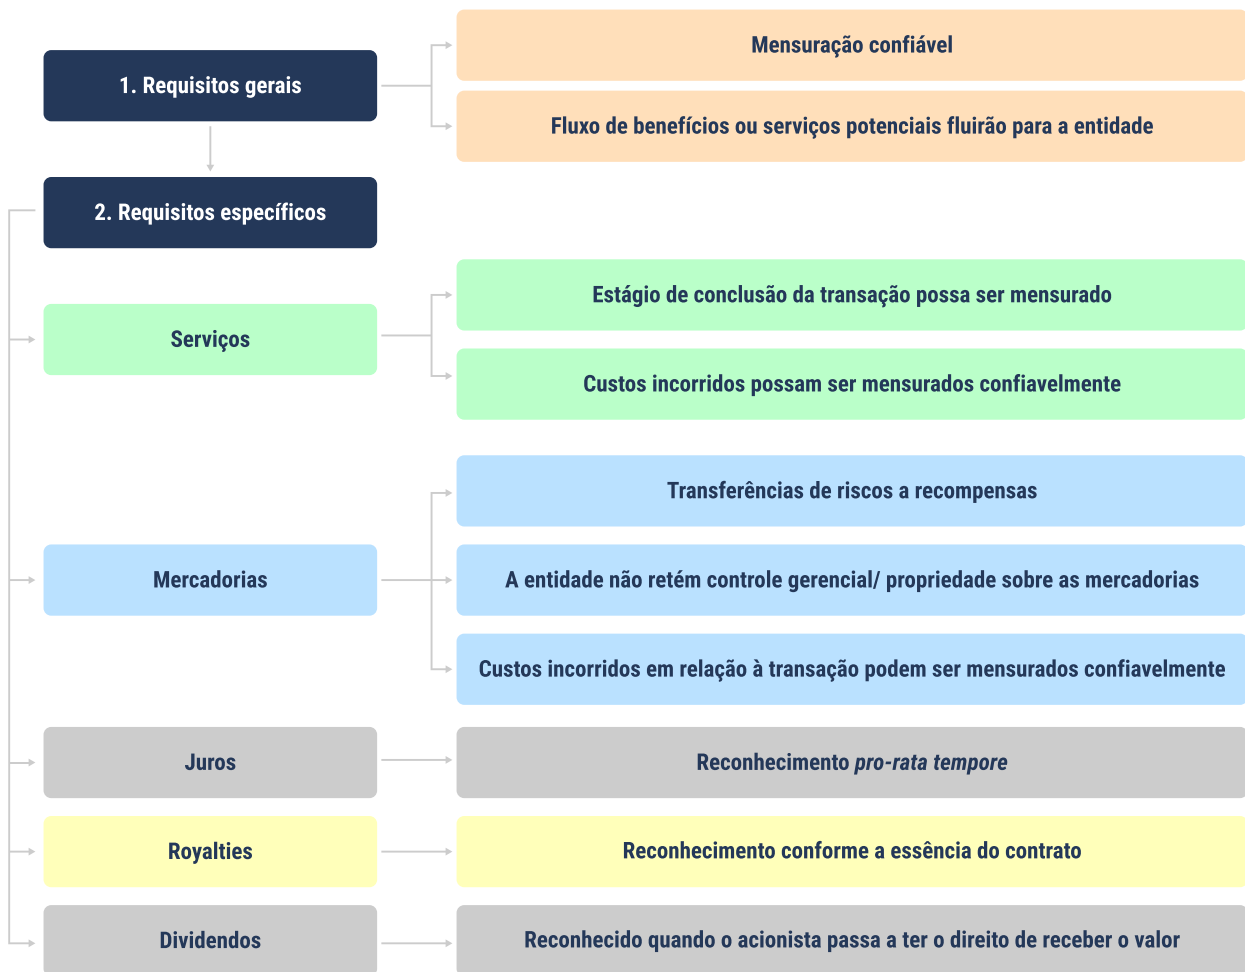 1. Requisitos gerais
Mensuração confiável
Fluxo de benefícios ou serviços potenciais fluirão para a entidade
2. Requisitos específicos
Serviços
Estágio de conclusão da transação possa ser mensurado
Custos incorridos possam ser mensurados confiavelmente
Mercadorias
Transferências de riscos a recompensas
A entidade não retém controle gerencial/ propriedade sobre as mercadorias
Custos incorridos em relação à transação podem ser mensurados confiavelmente
Juros
Reconhecimento pro-rata tempore
Royalties
Reconhecimento conforme a essência do contrato
Dividendos
Reconhecido quando o acionista passa a ter o direito de receber o valor